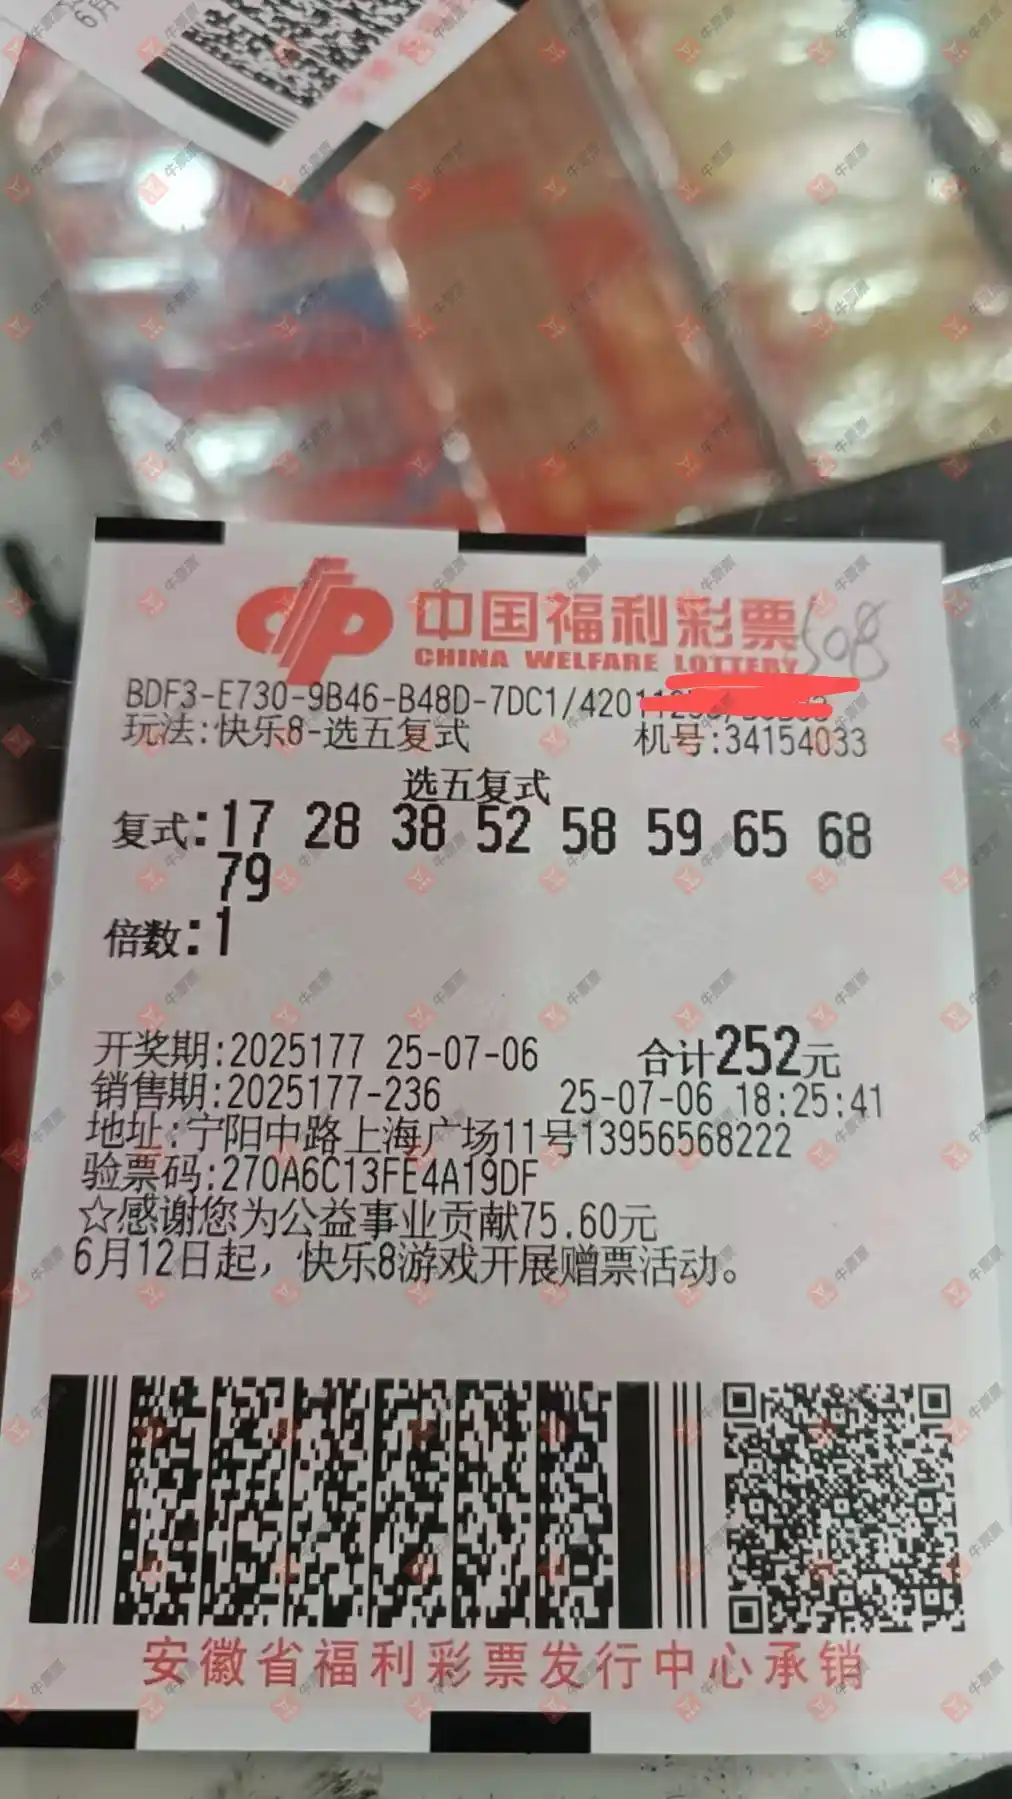 6月
中国福利彩票
508
CHINA WELFARE LOTTERY
BDF3-E730-9B46-B48D-7DC1/4201
玩法:快乐8-选五复式 机号:34154033
选五复式
复式:17 28 38 52 58 59 65 68
79
倍数:1
开奖期:2025177 25-07-06 合计252元
销售期:2025177-236 25-07-06 18:25:41
地址:宁阳中路上海广场11号13956568222
验票码:270A6C13FE4A19DF
☆感谢您为公益事业贡献75.60元
6月12日起，快乐8游戏开展赠票活动。
安徽省福利彩票发行中心承销